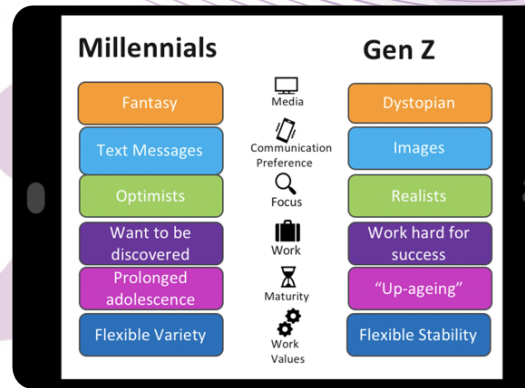 Millennials
Gen Z
Fantasy
Media
Dystopian
Text Messages
Communication
Preference
Images
Optimists
Focus
Realists
Want to be
discovered
Work
Work hard for
success
Prolonged
adolescence
Maturity
“Up-ageing”
Flexible Variety
Work
Values
Flexible Stability